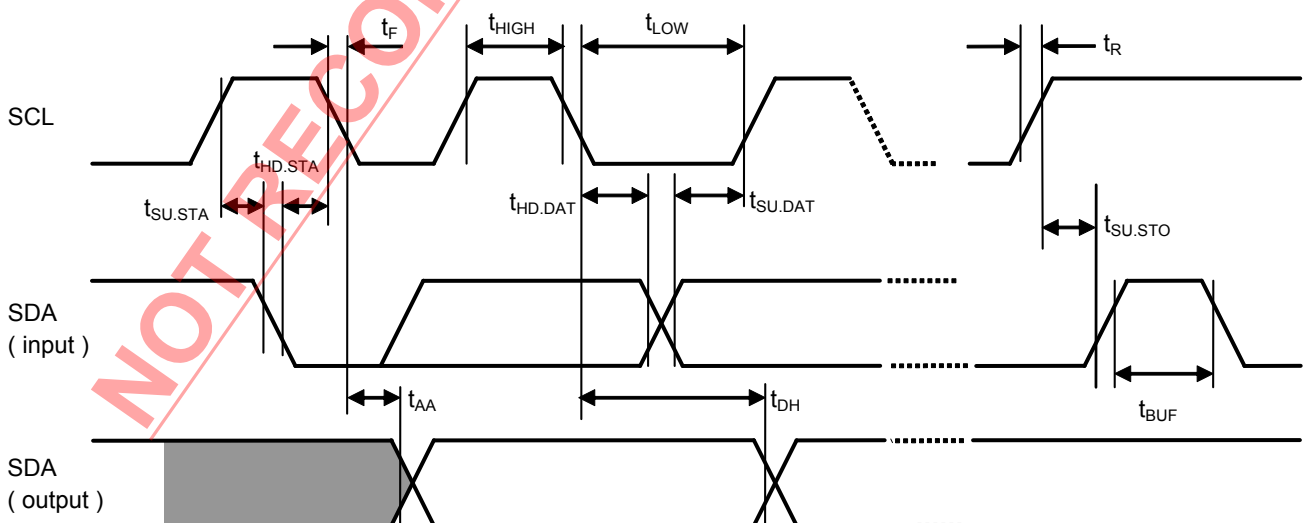 tF
tHIGH
tLOW
tR
SCL
tHD.STA
tSU.STA
tHD.DAT
tSU.DAT
tSU.STO
SDA
( input )
tAA
tDH
tBUF
SDA
( output )
NOT RECO